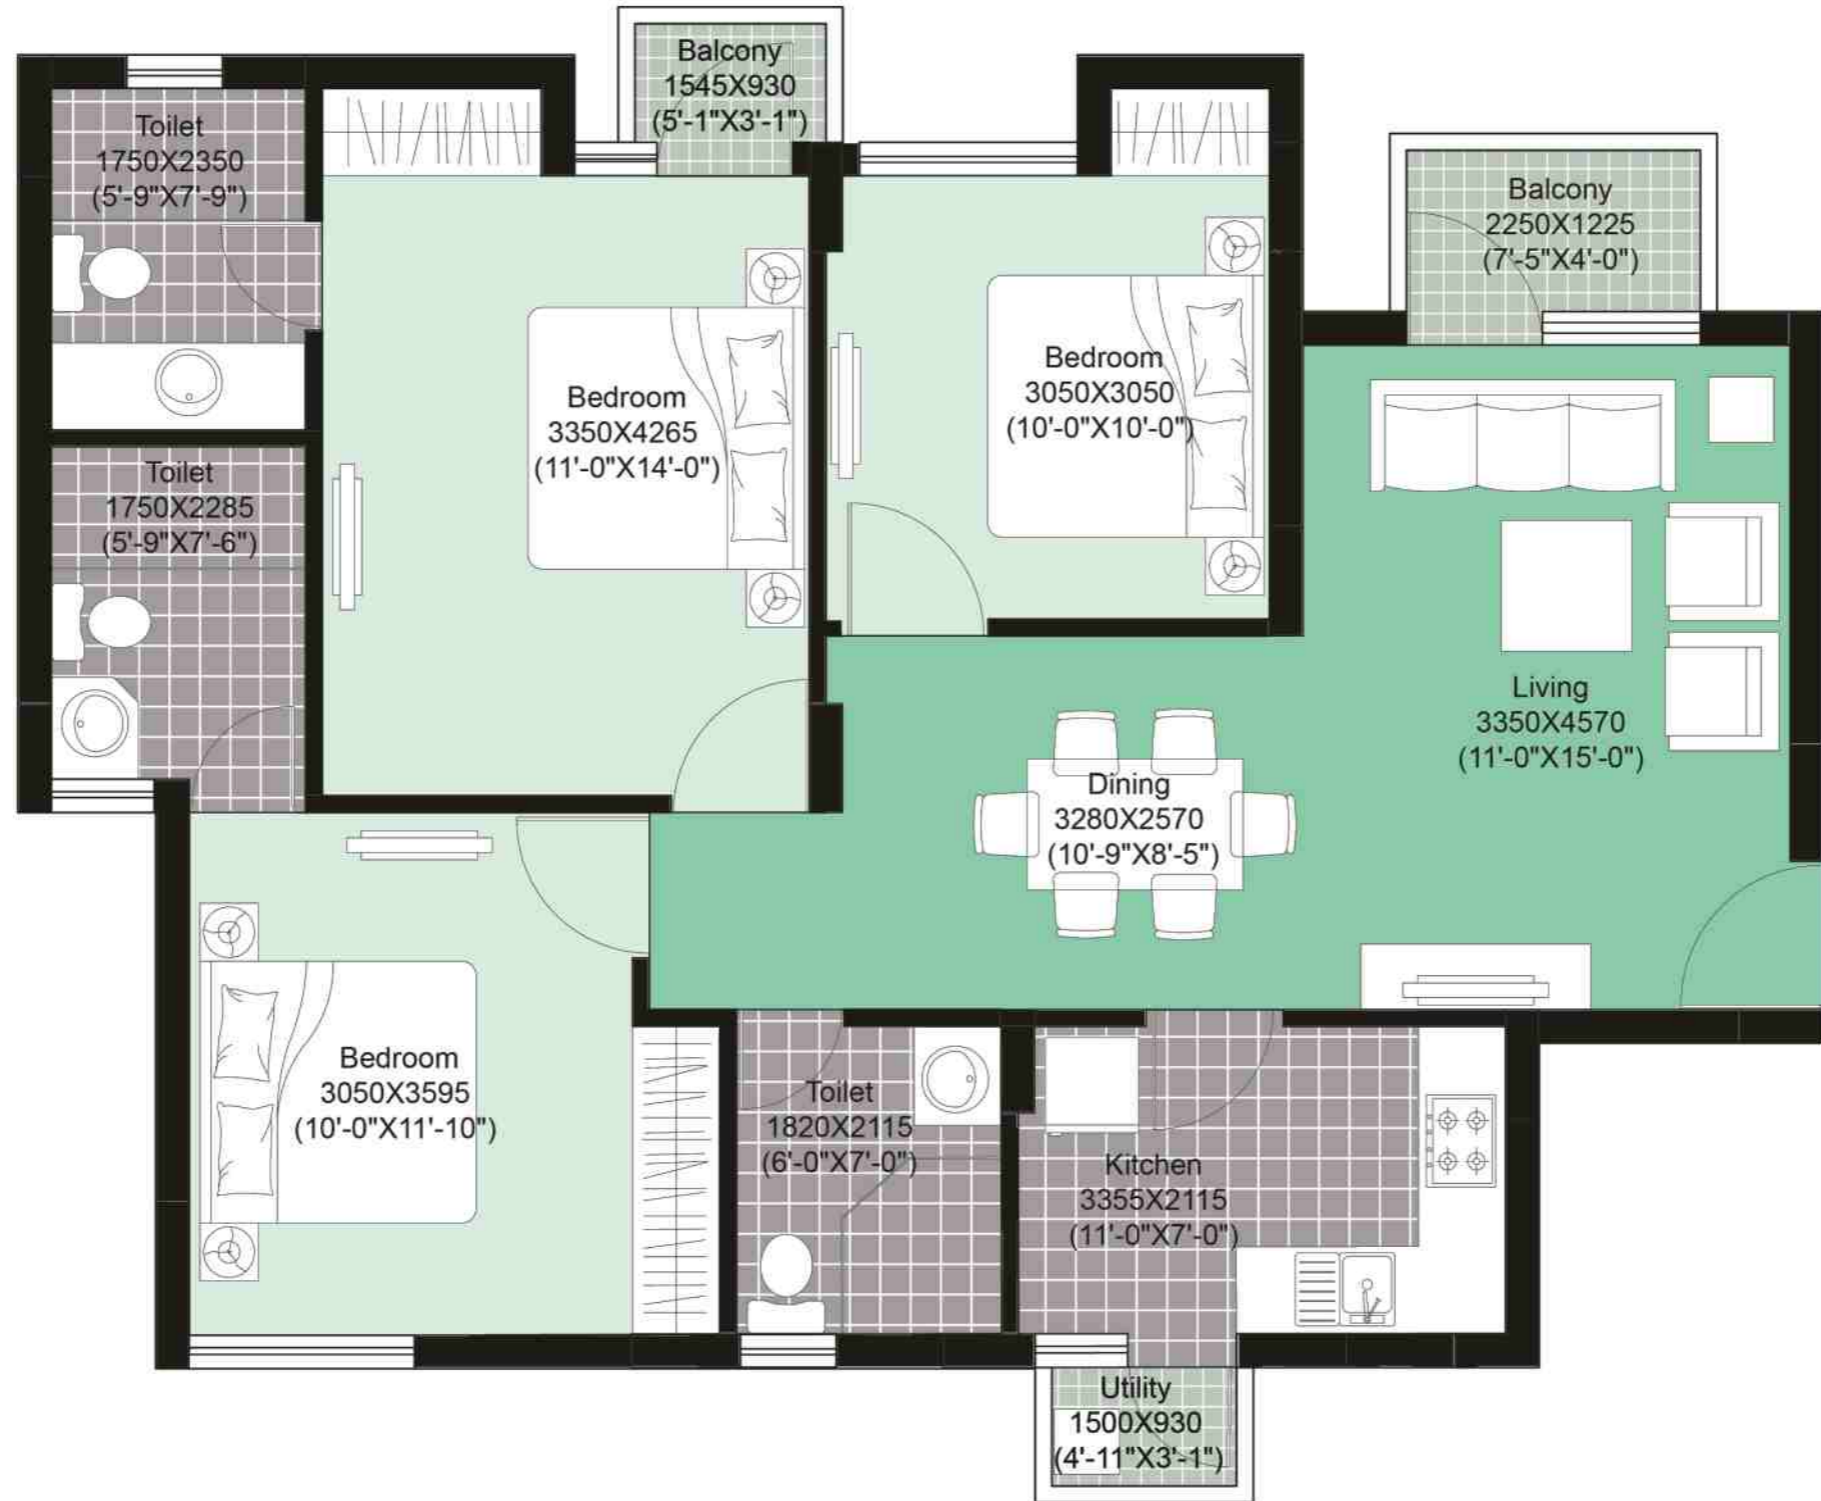 Balcony
1545X930
(5'-1"X3'-1")
Toilet
1750X2350
(5'-9"X7'-9")
Balcony
2250X1225
(7'-5"X4'-0")
Bedroom
3350X4265
(11'-0"X14'-0")
Bedroom
3050X3050
(10'-0"X10'-0")
Toilet
1750X2285
(5'-9"X7'-6")
Living
3350X4570
(11'-0"X15'-0")
Dining
3280X2570
(10'-9"X8'-5")
Bedroom
3050X3595
(10'-0"X11'-10")
Toilet
1820X2115
(6'-0"X7'-0")
Kitchen
3355X2115
(11'-0"X7'-0")
Utility
1500X930
(4'-11"X3'-1")